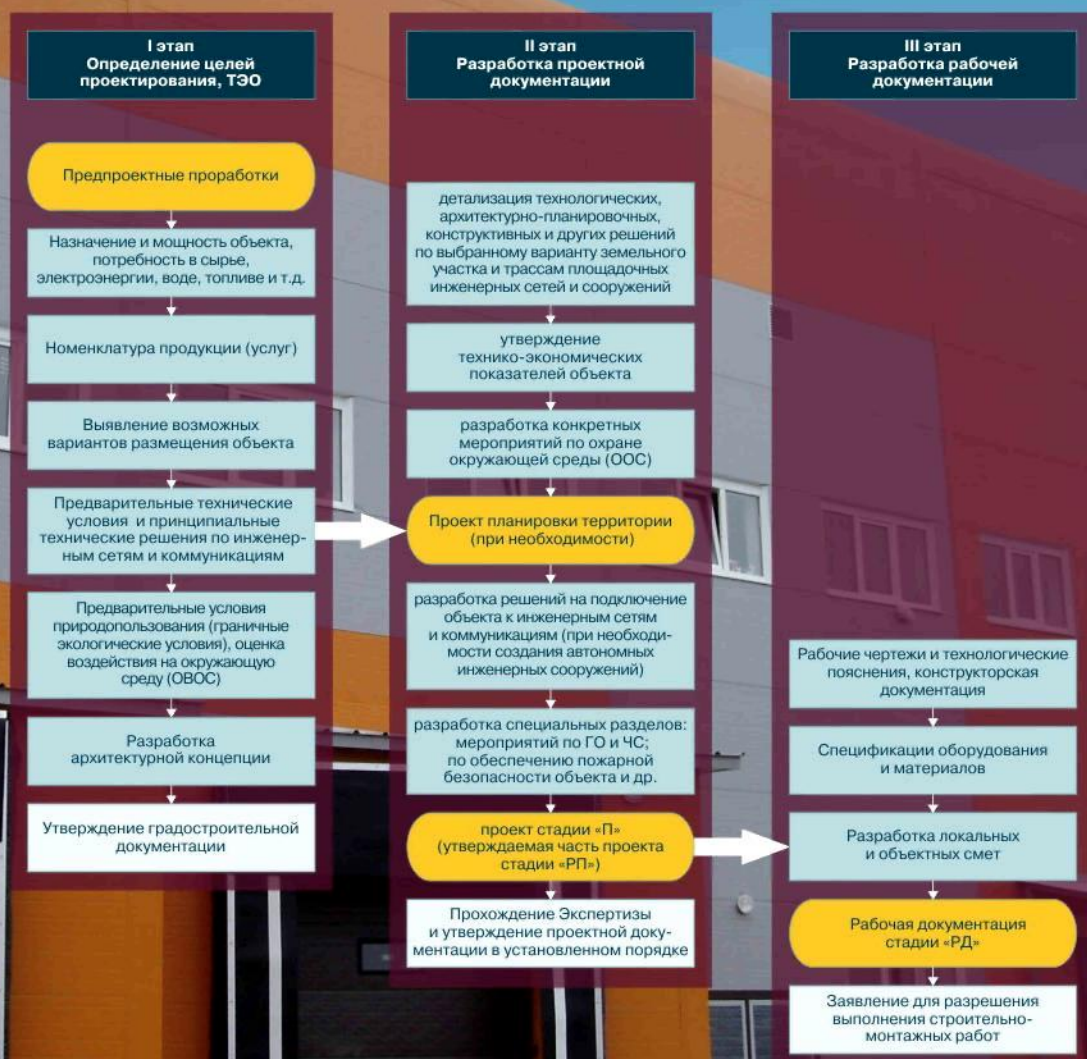 I этап
Определение целей
проектирования, ТЭО
Предпроектные проработки
Назначение и мощность объекта,
потребность в сырье,
электроэнергии, воде, топливе и т.д.
Номенклатура продукции (услуг)
Выявление возможных
вариантов размещения объекта
Предварительные технические
условия и принципиальные
технические решения по инженер-
ным сетям и коммуникациям
Предварительные условия
природопользования (граничные
экологические условия), оценка
воздействия на окружающую
среду (ОВОС)
Разработка
архитектурной концепции
Утверждение градостроительной
документации
II этап
Разработка проектной
документации
детализация технологических,
архитектурно-планировочных,
конструктивных и других решений
по выбранному варианту земельного
участка и трассам площадочных
инженерных сетей и сооружений
утверждение
технико-экономических
показателей объекта
разработка конкретных
мероприятий по охране
окружающей среды (ООС)
Проект планировки территории
(при необходимости)
разработка решений на подключение
объекта к инженерным сетям
и коммуникациям (при необходи-
мости создания автономных
инженерных сооружений)
разработка специальных разделов:
мероприятий по ГО и ЧС;
по обеспечению пожарной
безопасности объекта и др.
проект стадии «П»
(утверждаемая часть проекта
стадии «РП»)
Прохождение Экспертизы
и утверждение проектной доку-
ментации в установленном порядке
III этап
Разработка рабочей
документации
Рабочие чертежи и технологические
пояснения, конструкторская
документация
Спецификации оборудования
и материалов
Разработка локальных
и объектных смет
Рабочая документация
стадии «РД»
Заявление для разрешения
выполнения строительно-
монтажных работ